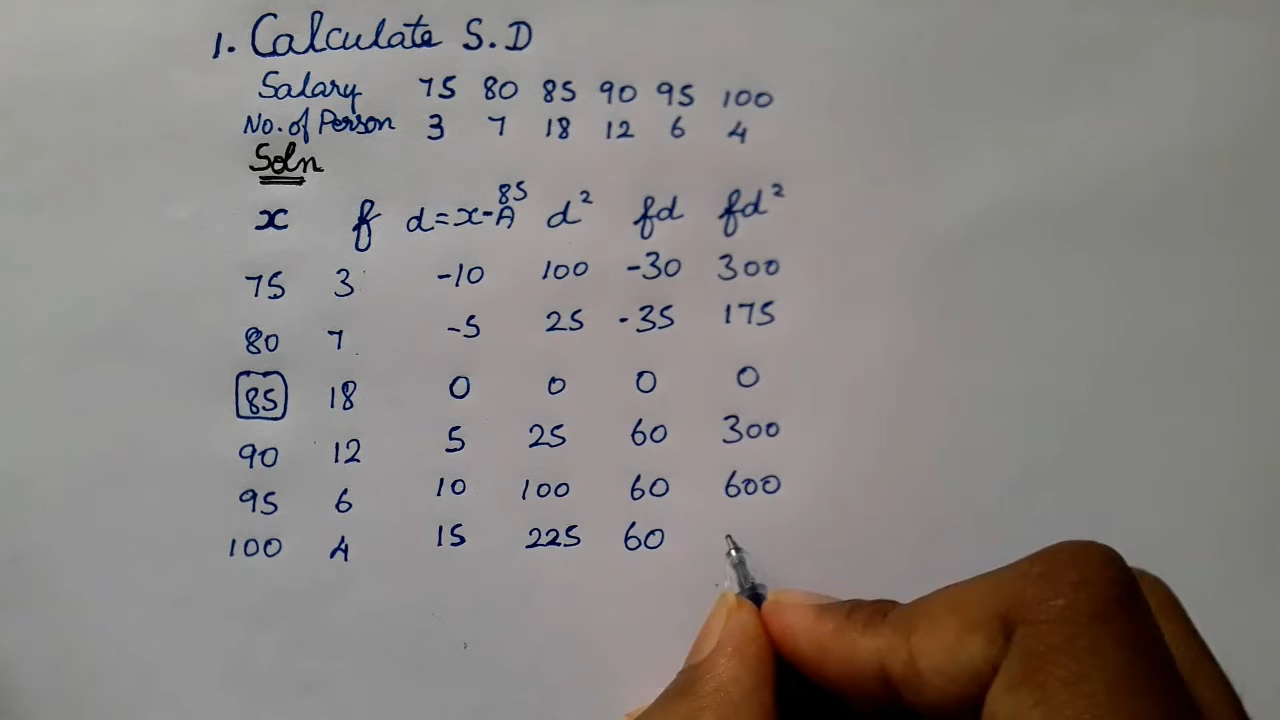 1. Calculate S.D
Salary 75 80 85 90 95 100
No. of Person 3 7 18 12 6 4
Soln
x f d=x-A 85 d² fd fd²
75 3 -10 100 -30 300
80 7 -5 25 -35 175
85 18 0 0 0 0
90 12 5 25 60 300
95 6 10 100 60 600
100 4 15 225 60